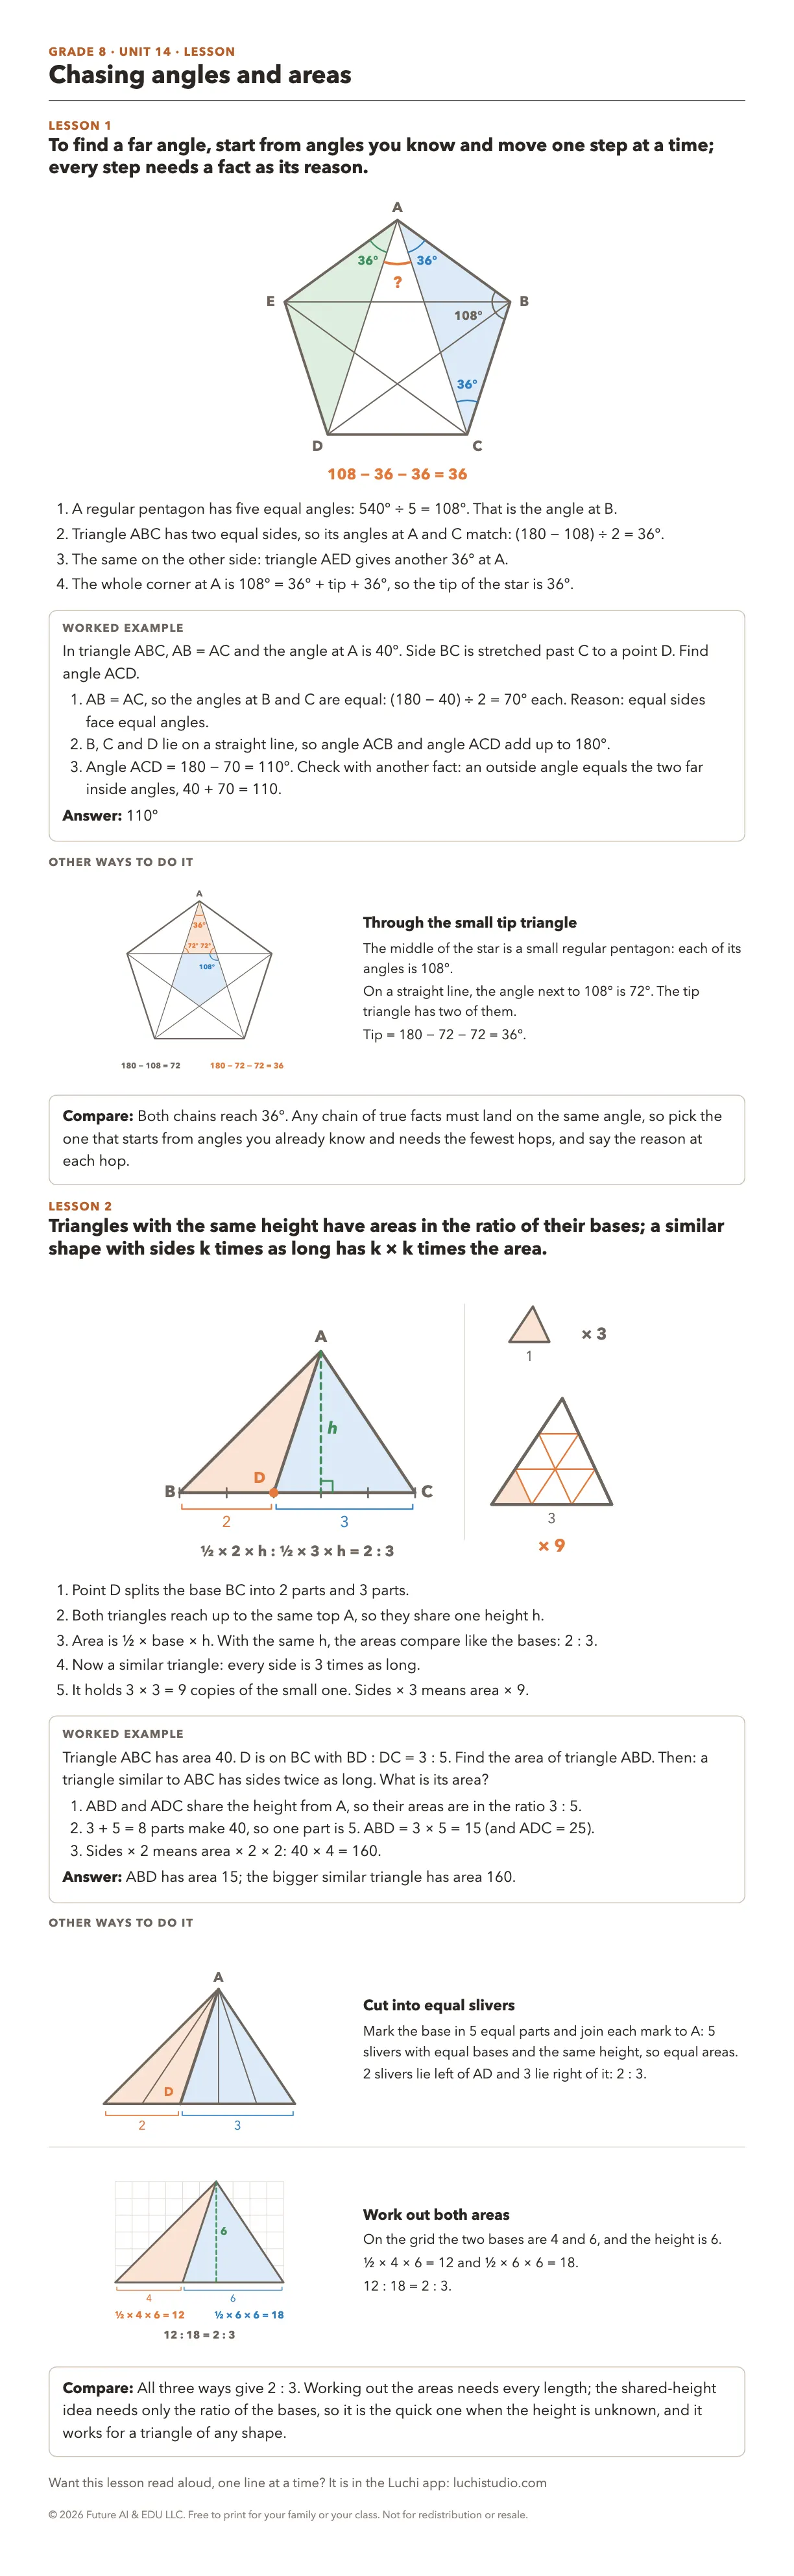 GRADE 8 · UNIT 14 · LESSON
Chasing angles and areas
LESSON 1
To find a far angle, start from angles you know and move one step at a time;
every step needs a fact as its reason.
A
36°
36°
?
E
B
108°
36°
D
C
108 − 36 − 36 = 36
1. A regular pentagon has five equal angles: 540° ÷ 5 = 108°. That is the angle at B.
2. Triangle ABC has two equal sides, so its angles at A and C match: (180 − 108) ÷ 2 = 36°.
3. The same on the other side: triangle AED gives another 36° at A.
4. The whole corner at A is 108° = 36° + tip + 36°, so the tip of the star is 36°.
WORKED EXAMPLE
In triangle ABC, AB = AC and the angle at A is 40°. Side BC is stretched past C to a point D. Find
angle ACD.
1. AB = AC, so the angles at B and C are equal: (180 − 40) ÷ 2 = 70° each. Reason: equal sides
face equal angles.
2. B, C and D lie on a straight line, so angle ACB and angle ACD add up to 180°.
3. Angle ACD = 180 − 70 = 110°. Check with another fact: an outside angle equals the two far
inside angles, 40 + 70 = 110.
Answer: 110°
OTHER WAYS TO DO IT
A
36°
72° 72°
108°
180 − 108 = 72 180 − 72 − 72 = 36
Through the small tip triangle
The middle of the star is a small regular pentagon: each of its
angles is 108°.
On a straight line, the angle next to 108° is 72°. The tip
triangle has two of them.
Tip = 180 − 72 − 72 = 36°.
Compare: Both chains reach 36°. Any chain of true facts must land on the same angle, so pick the
one that starts from angles you already know and needs the fewest hops, and say the reason at
each hop.
LESSON 2
Triangles with the same height have areas in the ratio of their bases; a similar
shape with sides k times as long has k × k times the area.
A
h
D
B
C
2
3
½ × 2 × h : ½ × 3 × h = 2 : 3
× 3
1
3
× 9
1. Point D splits the base BC into 2 parts and 3 parts.
2. Both triangles reach up to the same top A, so they share one height h.
3. Area is ½ × base × h. With the same h, the areas compare like the bases: 2 : 3.
4. Now a similar triangle: every side is 3 times as long.
5. It holds 3 × 3 = 9 copies of the small one. Sides × 3 means area × 9.
WORKED EXAMPLE
Triangle ABC has area 40. D is on BC with BD : DC = 3 : 5. Find the area of triangle ABD. Then: a
triangle similar to ABC has sides twice as long. What is its area?
1. ABD and ADC share the height from A, so their areas are in the ratio 3 : 5.
2. 3 + 5 = 8 parts make 40, so one part is 5. ABD = 3 × 5 = 15 (and ADC = 25).
3. Sides × 2 means area × 2 × 2: 40 × 4 = 160.
Answer: ABD has area 15; the bigger similar triangle has area 160.
OTHER WAYS TO DO IT
A
D
2
3
Cut into equal slivers
Mark the base in 5 equal parts and join each mark to A: 5
slivers with equal bases and the same height, so equal areas.
2 slivers lie left of AD and 3 lie right of it: 2 : 3.
6
4
6
½ × 4 × 6 = 12 ½ × 6 × 6 = 18
12 : 18 = 2 : 3
Work out both areas
On the grid the two bases are 4 and 6, and the height is 6.
½ × 4 × 6 = 12 and ½ × 6 × 6 = 18.
12 : 18 = 2 : 3.
Compare: All three ways give 2 : 3. Working out the areas needs every length; the shared-height
idea needs only the ratio of the bases, so it is the quick one when the height is unknown, and it
works for a triangle of any shape.
Want this lesson read aloud, one line at a time? It is in the Luchi app: luchistudio.com
© 2026 Future AI & EDU LLC. Free to print for your family or your class. Not for redistribution or resale.